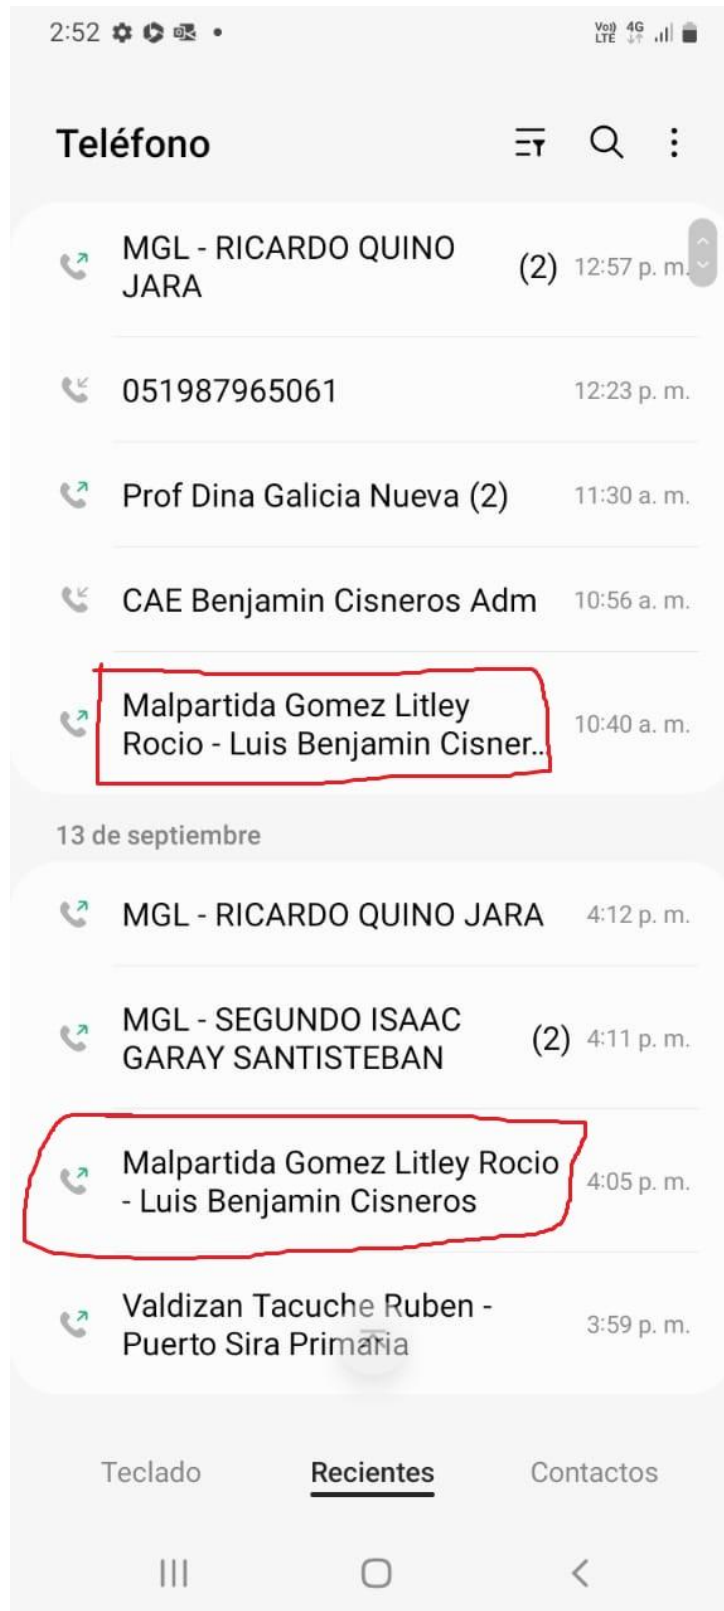 2:52
Vo)) LTE 4G
Teléfono
MGL - RICARDO QUINO
JARA
(2) 12:57 p. m.
051987965061 12:23 p. m.
Prof Dina Galicia Nueva (2) 11:30 a. m.
CAE Benjamin Cisneros Adm 10:56 a. m.
Malpartida Gomez Litley
Rocio - Luis Benjamin Cisner...
10:40 a. m.
13 de septiembre
MGL - RICARDO QUINO JARA 4:12 p. m.
MGL - SEGUNDO ISAAC
GARAY SANTISTEBAN
(2) 4:11 p. m.
Malpartida Gomez Litley Rocio
- Luis Benjamin Cisneros
4:05 p. m.
Valdizan Tacuche Ruben -
Puerto Sira Primaria
3:59 p. m.
Teclado Recientes Contactos